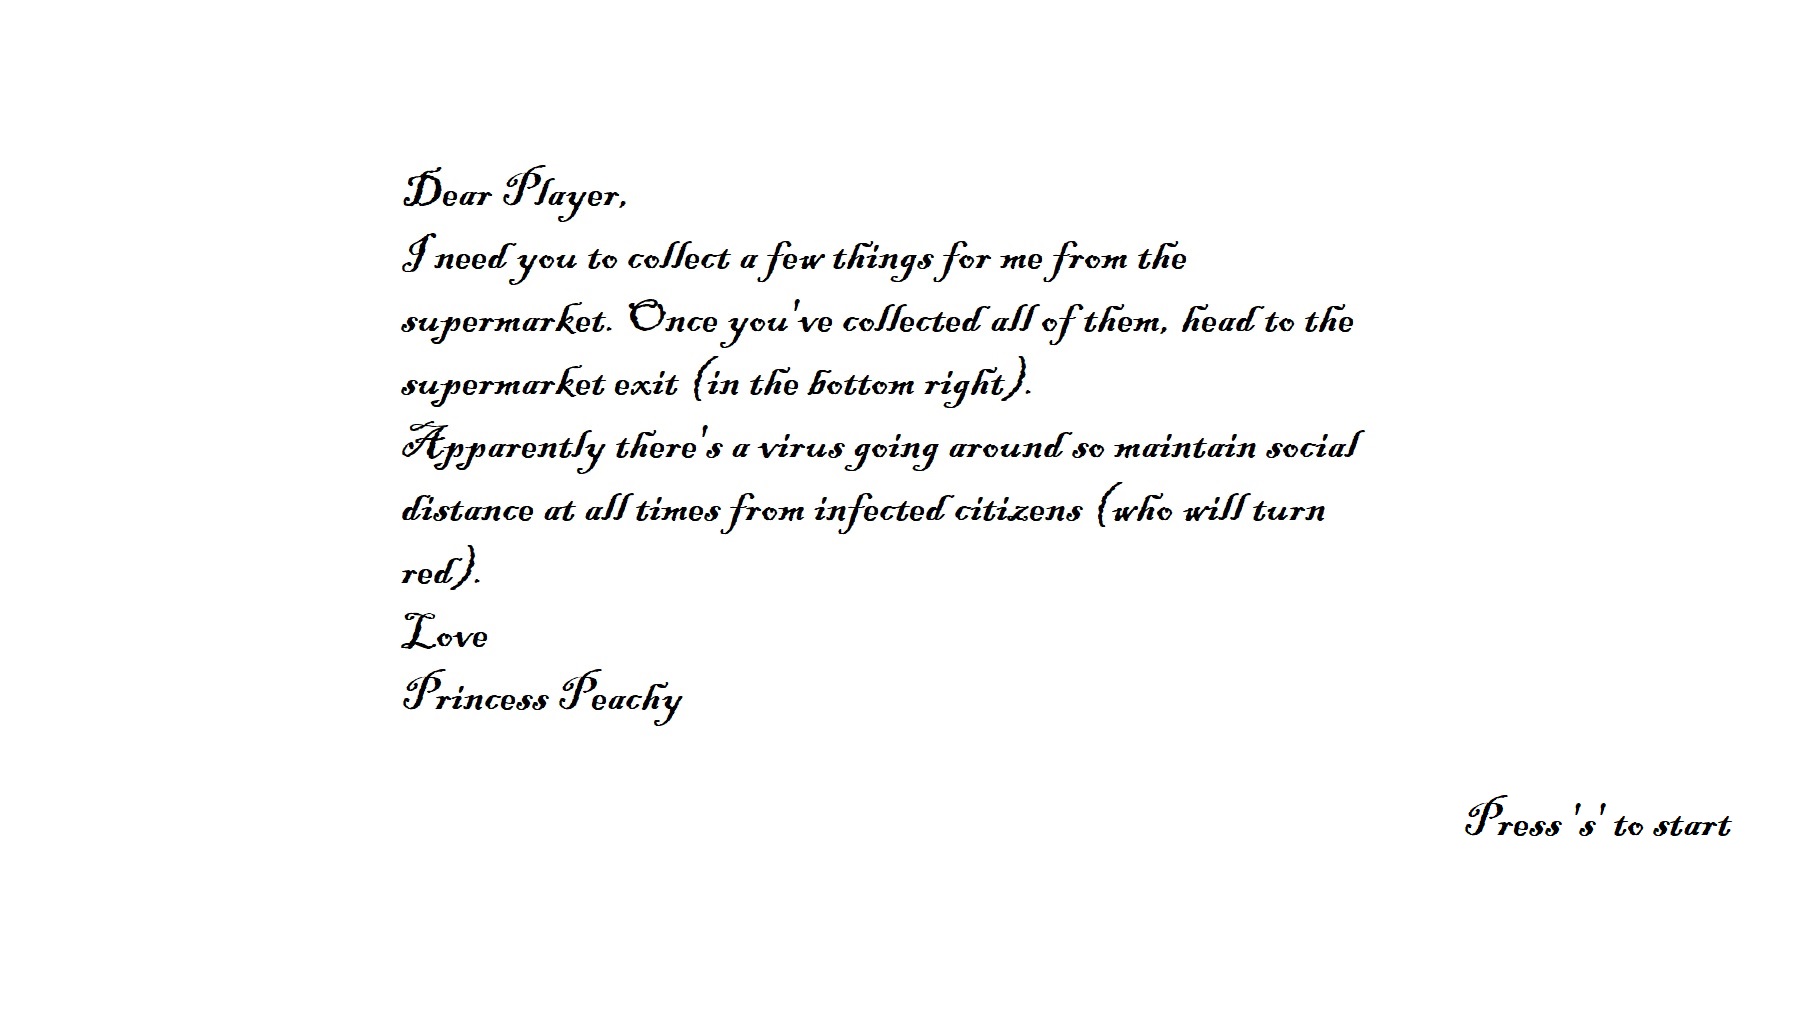 Dear Player,
I need you to collect a few things for me from the
supermarket. Once you've collected all of them, head to the
supermarket exit (in the bottom right).
Apparently there's a virus going around so maintain social
distance at all times from infected citizens (who will turn
red).
Love
Princess Peachy
Press 's' to start